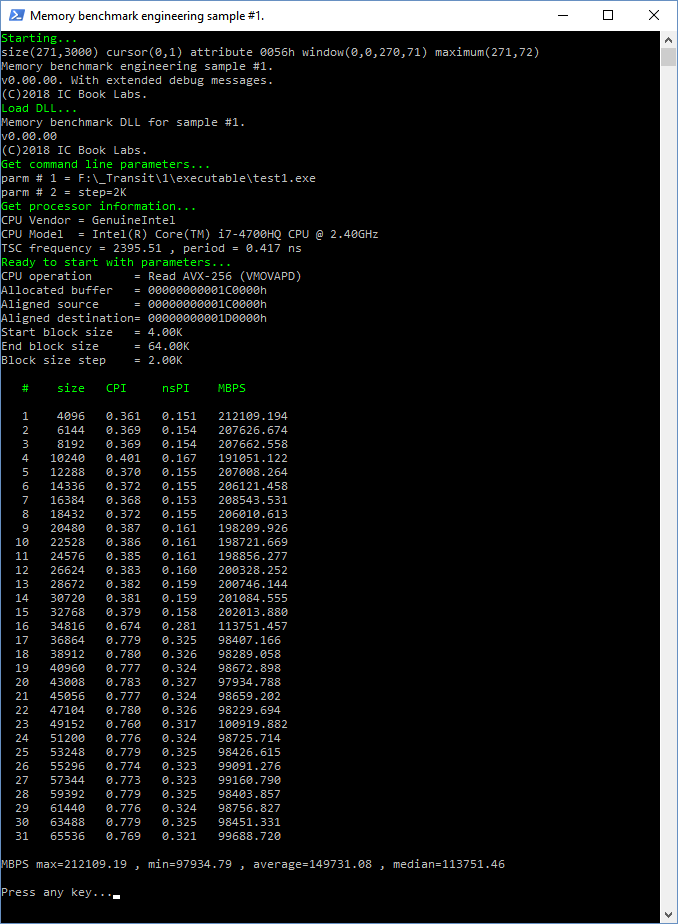 Memory benchmark engineering sample #1.
Starting...
size(271,3000) cursor(0,1) attribute 0056h window(0,0,270,71) maximum(271,72)
Memory benchmark engineering sample #1.
v0.00.00. With extended debug messages.
(C)2018 IC Book Labs.
Load DLL...
Memory benchmark DLL for sample #1.
v0.00.00
(C)2018 IC Book Labs.
Get command line parameters...
parm # 1 = F:\_Transit\1\executable\test1.exe
parm # 2 = step=2K
Get processor information...
CPU Vendor = GenuineIntel
CPU Model  = Intel(R) Core(TM) i7-4700HQ CPU @ 2.40GHz
TSC frequency = 2395.51 , period = 0.417 ns
Ready to start with parameters...
CPU operation      = Read AVX-256 (VMOVAPD)
Allocated buffer   = 00000000001C0000h
Aligned source     = 00000000001C0000h
Aligned destination= 00000000001D0000h
Start block size   = 4.00K
End block size     = 64.00K
Block size step    = 2.00K
#    size   CPI     nsPI    MBPS
1    4096   0.361   0.151   212109.194
2    6144   0.369   0.154   207626.674
3    8192   0.369   0.154   207662.558
4   10240   0.401   0.167   191051.122
5   12288   0.370   0.155   207008.264
6   14336   0.372   0.155   206121.458
7   16384   0.368   0.153   208543.531
8   18432   0.372   0.155   206010.613
9   20480   0.387   0.161   198209.926
10   22528   0.386   0.161   198721.669
11   24576   0.385   0.161   198856.277
12   26624   0.383   0.160   200328.252
13   28672   0.382   0.159   200746.144
14   30720   0.381   0.159   201084.555
15   32768   0.379   0.158   202013.880
16   34816   0.674   0.281   113751.457
17   36864   0.779   0.325   98407.166
18   38912   0.780   0.326   98289.058
19   40960   0.777   0.324   98672.898
20   43008   0.783   0.327   97934.788
21   45056   0.777   0.324   98659.202
22   47104   0.780   0.326   98229.694
23   49152   0.760   0.317   100919.882
24   51200   0.776   0.324   98725.714
25   53248   0.779   0.325   98426.615
26   55296   0.774   0.323   99091.276
27   57344   0.773   0.323   99160.790
28   59392   0.779   0.325   98403.857
29   61440   0.776   0.324   98756.827
30   63488   0.779   0.325   98451.331
31   65536   0.769   0.321   99688.720
MBPS max=212109.19 , min=97934.79 , average=149731.08 , median=113751.46
Press any key...